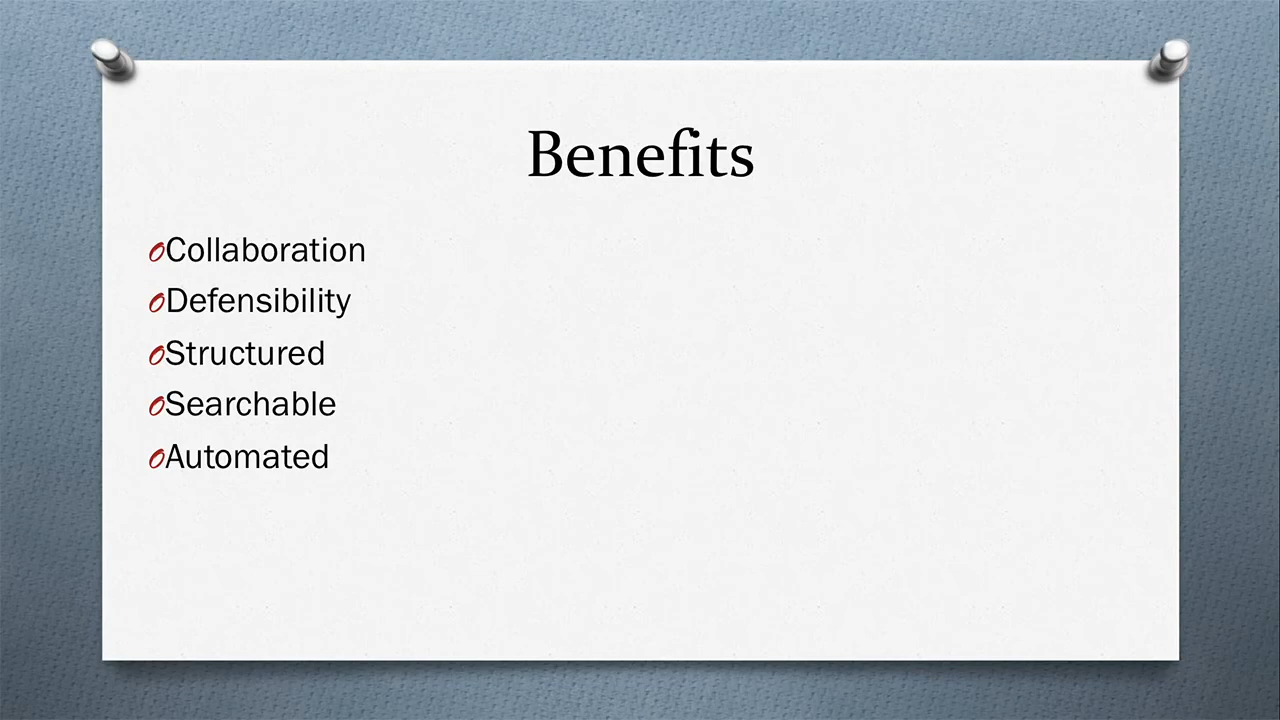 Benefits
Collaboration
Defensibility
Structured
Searchable
Automated